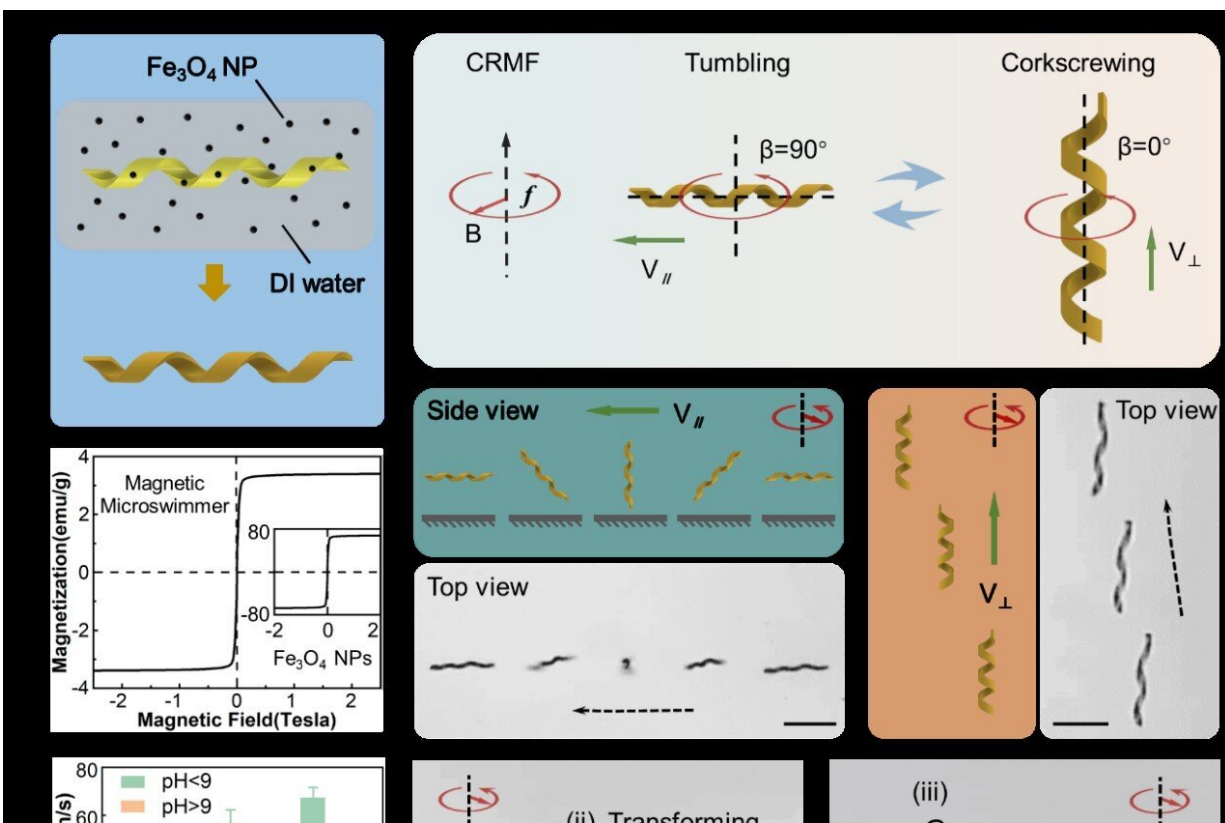 Fe₃O₄ NP
DI water
CRMF
Tumbling
Corkscrewing
β=90°
β=0°
f
B
V∥
V⊥
Side view
V∥
Top view
V⊥
Top view
Magnetization(emu/g)
4
2
0
-2
-4
Magnetic
Microswimmer
80
-80
-2 0 2
Fe₃O₄ NPs
-2 -1 0 1 2
Magnetic Field(Tesla)
80
60
pH<9
pH>9
(ii) Transforming
(iii)